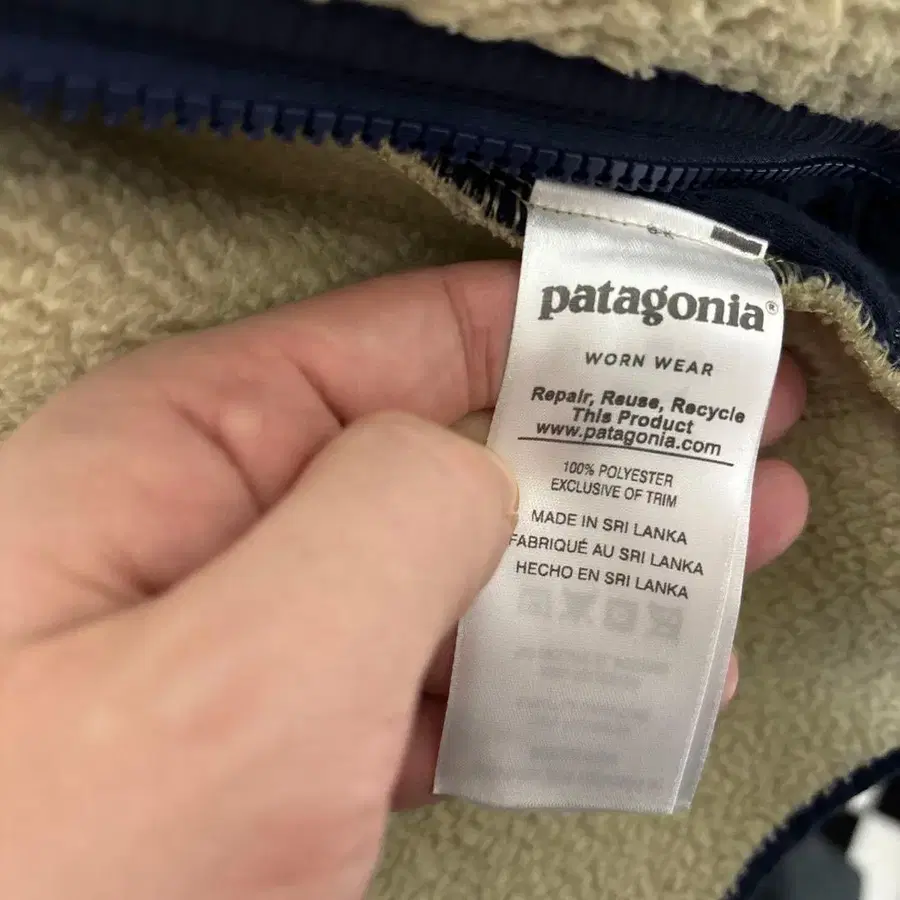 patagonia®
WORN WEAR
Repair, Reuse, Recycle
This Product
www.patagonia.com
100% POLYESTER
EXCLUSIVE OF TRIM
MADE IN SRI LANKA
FABRIQUÉ AU SRI LANKA
HECHO EN SRI LANKA